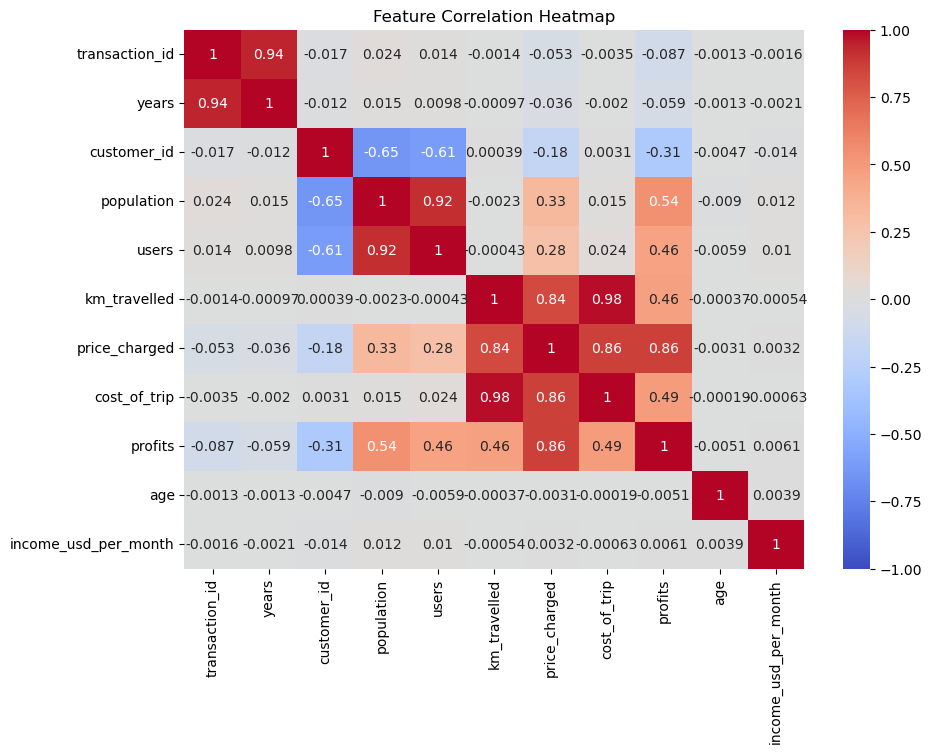 Feature Correlation Heatmap
transaction_id 1 0.94 -0.017 0.024 0.014 -0.0014 -0.053 -0.0035 -0.087 -0.0013 -0.0016
years 0.94 1 -0.012 0.015 0.0098 -0.00097 -0.036 -0.002 -0.059 -0.0013 -0.0021
customer_id -0.017 -0.012 1 -0.65 -0.61 0.00039 -0.18 0.0031 -0.31 -0.0047 -0.014
population 0.024 0.015 -0.65 1 0.92 -0.0023 0.33 0.015 0.54 -0.009 0.012
users 0.014 0.0098 -0.61 0.92 1 -0.00043 0.28 0.024 0.46 -0.0059 0.01
km_travelled -0.0014 -0.00097 0.00039 -0.0023 -0.00043 1 0.84 0.98 0.46 -0.00037 -0.00054
price_charged -0.053 -0.036 -0.18 0.33 0.28 0.84 1 0.86 0.86 -0.0031 0.0032
cost_of_trip -0.0035 -0.002 0.0031 0.015 0.024 0.98 0.86 1 0.49 -0.00019 -0.00063
profits -0.087 -0.059 -0.31 0.54 0.46 0.46 0.86 0.49 1 -0.0051 0.0061
age -0.0013 -0.0013 -0.0047 -0.009 -0.0059 -0.00037 -0.0031 -0.00019 -0.0051 1 0.0039
income_usd_per_month -0.0016 -0.0021 -0.014 0.012 0.01 -0.00054 0.0032 -0.00063 0.0061 0.0039 1
transaction_id
years
customer_id
population
users
km_travelled
price_charged
cost_of_trip
profits
age
income_usd_per_month
1.00
0.75
0.50
0.25
0.00
−0.25
−0.50
−0.75
−1.00